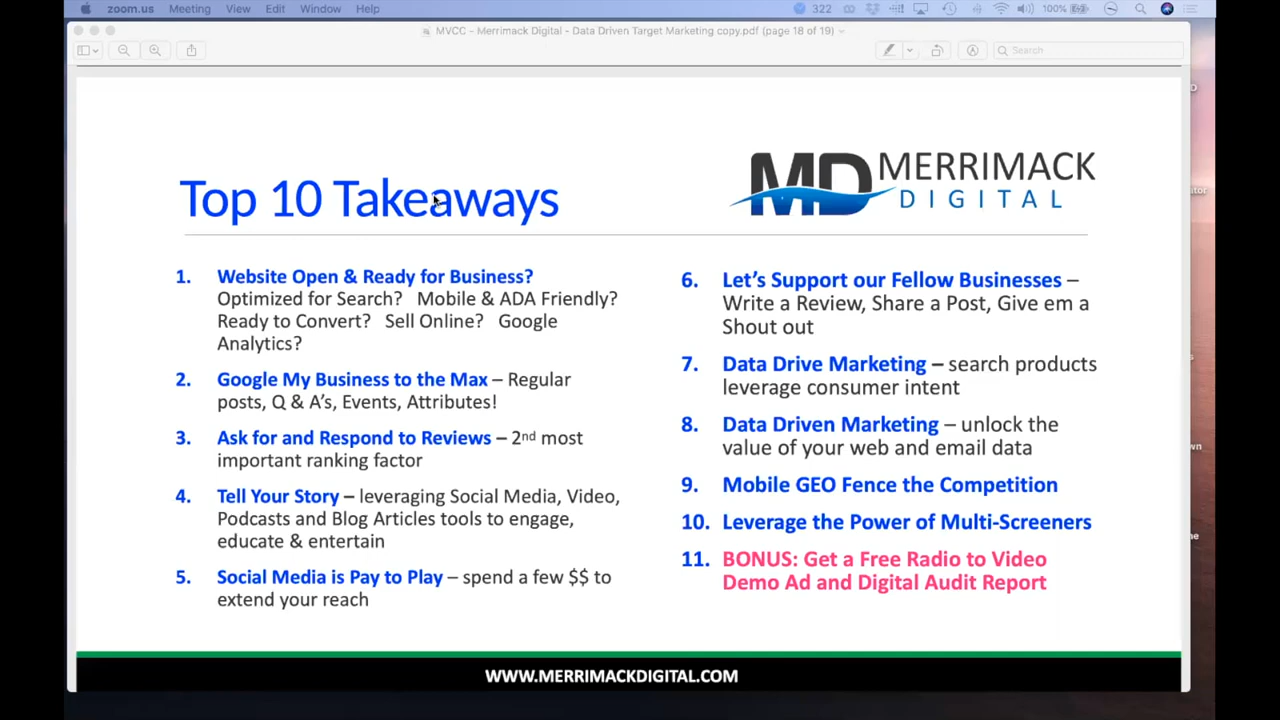 zoom.us Meeting View Edit Window Help 322 100%
MVCC - Merrimack Digital - Data Driven Target Marketing copy.pdf (page 18 of 19)
Search
Top 10 Takeaways
MD MERRIMACK
DIGITAL
1. Website Open & Ready for Business?
Optimized for Search? Mobile & ADA Friendly?
Ready to Convert? Sell Online? Google
Analytics?
2. Google My Business to the Max – Regular
posts, Q & A's, Events, Attributes!
3. Ask for and Respond to Reviews – 2nd most
important ranking factor
4. Tell Your Story – leveraging Social Media, Video,
Podcasts and Blog Articles tools to engage,
educate & entertain
5. Social Media is Pay to Play – spend a few $$ to
extend your reach
6. Let's Support our Fellow Businesses –
Write a Review, Share a Post, Give em a
Shout out
7. Data Drive Marketing – search products
leverage consumer intent
8. Data Driven Marketing – unlock the
value of your web and email data
9. Mobile GEO Fence the Competition
10. Leverage the Power of Multi-Screeners
11. BONUS: Get a Free Radio to Video
Demo Ad and Digital Audit Report
WWW.MERRIMACKDIGITAL.COM